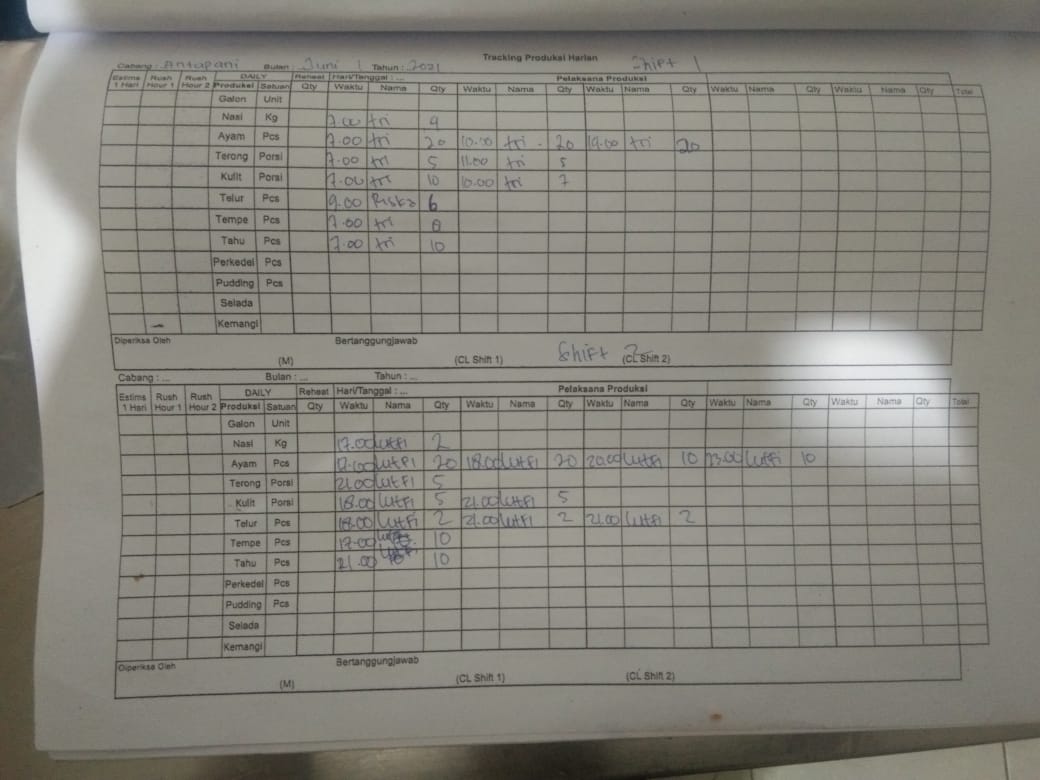 Tracking Produksi Harian
Cabang : Antapani Bulan : Juni 1 Tahun : 2021 Shift 1
Estims Rush Rush DAILY Reheat Hari/Tanggal : ... Pelaksana Produksi
1 Hari Hour 1 Hour 2 Produksi Satuan Qty Waktu Nama Qty Waktu Nama Qty Waktu Nama Qty Waktu Nama Qty Waktu Nama Qty Total
Galon Unit
Nasi Kg 7.00 tri 9
Ayam Pcs 7.00 tri 20 10.00 tri - 20 19.00 tri 20
Terong Porsi 7.00 tri 5 11.00 tri 5
Kulit Porsi 7.00 tri 10 10.00 tri 7
Telur Pcs 9.00 Riska 6
Tempe Pcs 7.00 tri
Tahu Pcs 7.00 tri 10
Perkedel Pcs
Pudding Pcs
Selada
Kemangi
Diperiksa Oleh Bertanggungjawab
(M) (CL Shift 1) Shift 2 (CL Shift 2)
Cabang : ... Bulan : ... Tahun : ...
Estims Rush Rush DAILY Reheat Hari/Tanggal : ... Pelaksana Produksi
1 Hari Hour 1 Hour 2 Produksi Satuan Qty Waktu Nama Qty Waktu Nama Qty Waktu Nama Qty Waktu Nama Qty Waktu Nama Qty Total
Galon Unit
Nasi Kg 17.00 Lutfi 2
Ayam Pcs 17.00 Lutfi 20 18.00 Lutfi 20 20.00 Lutfi 10 23.00 Lutfi 10
Terong Porsi 21.00 Lutfi 5
Kulit Porsi 18.00 Lutfi 5 21.00 Lutfi 5
Telur Pcs 18.00 Lutfi 2 21.00 Lutfi 2 21.00 Lutfi 2
Tempe Pcs 17.00 10
Tahu Pcs 21.00 Lutfi 10
Perkedel Pcs
Pudding Pcs
Selada
Kemangi
Diperiksa Oleh Bertanggungjawab
(M) (CL Shift 1) (CL Shift 2)